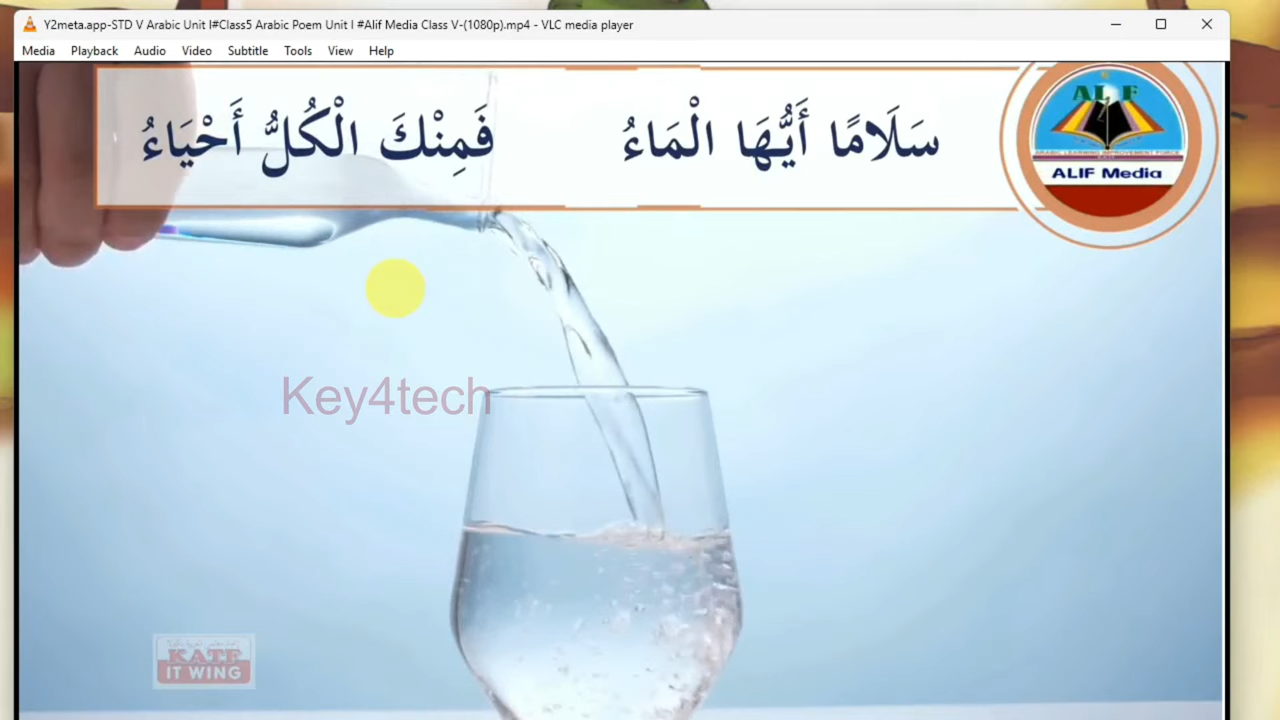 Y2meta.app-STD V Arabic Unit I#Class5 Arabic Poem Unit I #Alif Media Class V-(1080p).mp4 - VLC media player
Media Playback Audio Video Subtitle Tools View Help
سَلَامًا أَيُّهَا الْمَاءُ فَمِنْكَ الْكُلُّ أَحْيَاءُ
ALIF
ALIF Media
Key4tech
KATF
IT WING